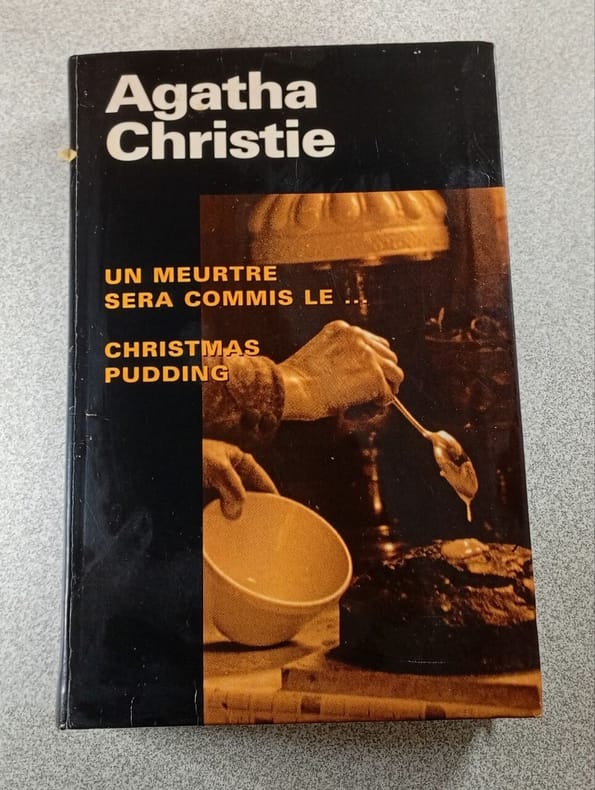 Agatha
Christie
UN MEURTRE
SERA COMMIS LE ...
CHRISTMAS
PUDDING